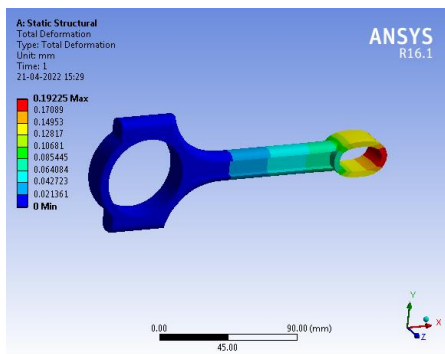 A: Static Structural
Total Deformation
Type: Total Deformation
Unit: mm
Time: 1
21-04-2022 15:29
0.19225 Max
0.17089
0.14953
0.12817
0.10681
0.085445
0.064084
0.042723
0.021361
0 Min
ANSYS
R16.1
0.00
90.00 (mm)
45.00
Y
X
Z